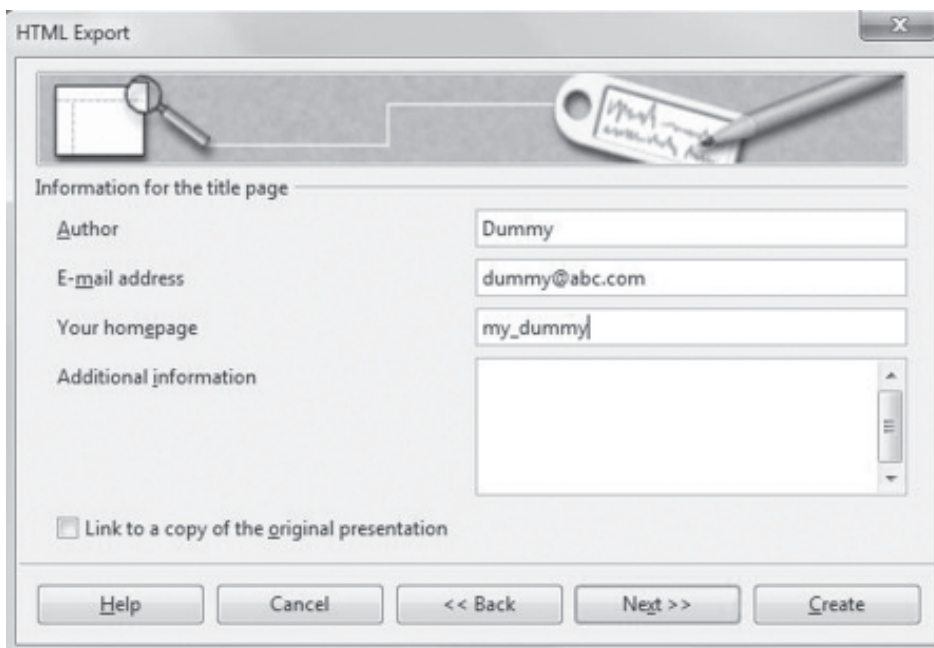 HTML Export
Information for the title page
Author Dummy
E-mail address dummy@abc.com
Your homepage my_dummy
Additional information
Link to a copy of the original presentation
Help Cancel << Back Next >> Create